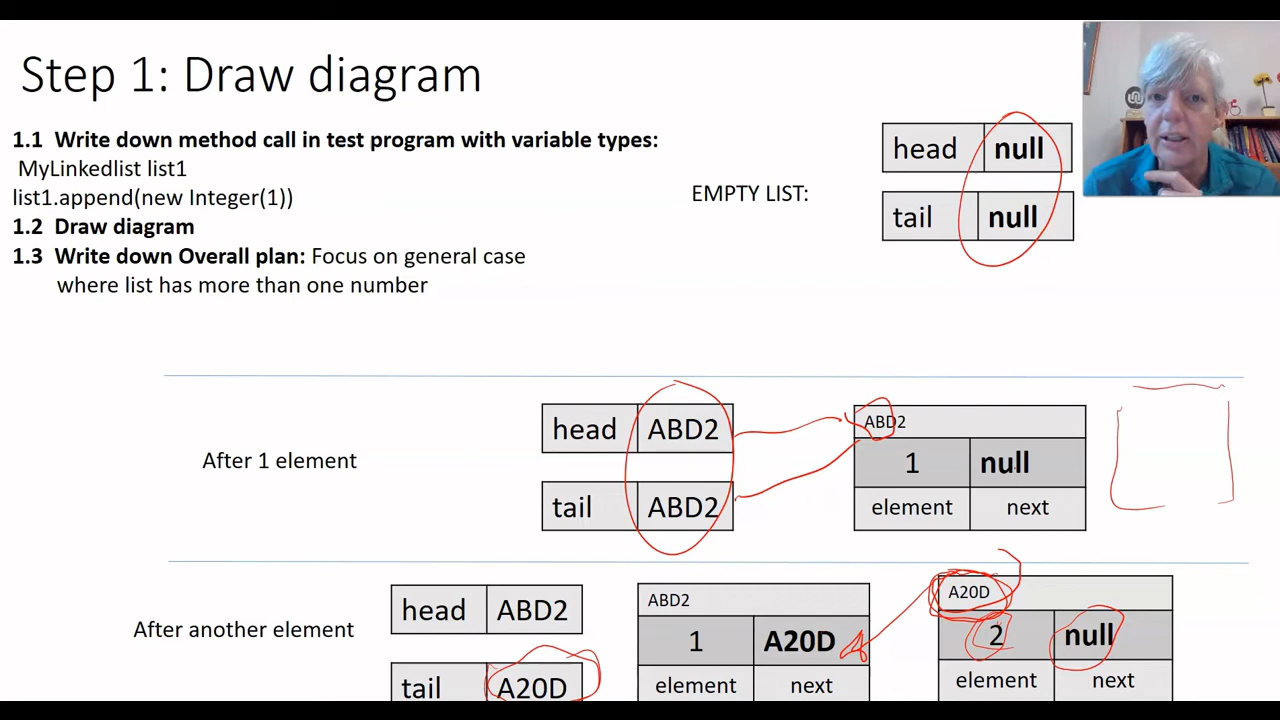 Step 1: Draw diagram
1.1 Write down method call in test program with variable types:
MyLinkedlist list1
list1.append(new Integer(1))
1.2 Draw diagram
1.3 Write down Overall plan: Focus on general case
where list has more than one number
EMPTY LIST:
head null
tail null
After 1 element
head ABD2
tail ABD2
ABD2
1 null
element next
After another element
head ABD2
tail A20D
ABD2
1 A20D
element next
A20D
2 null
element next